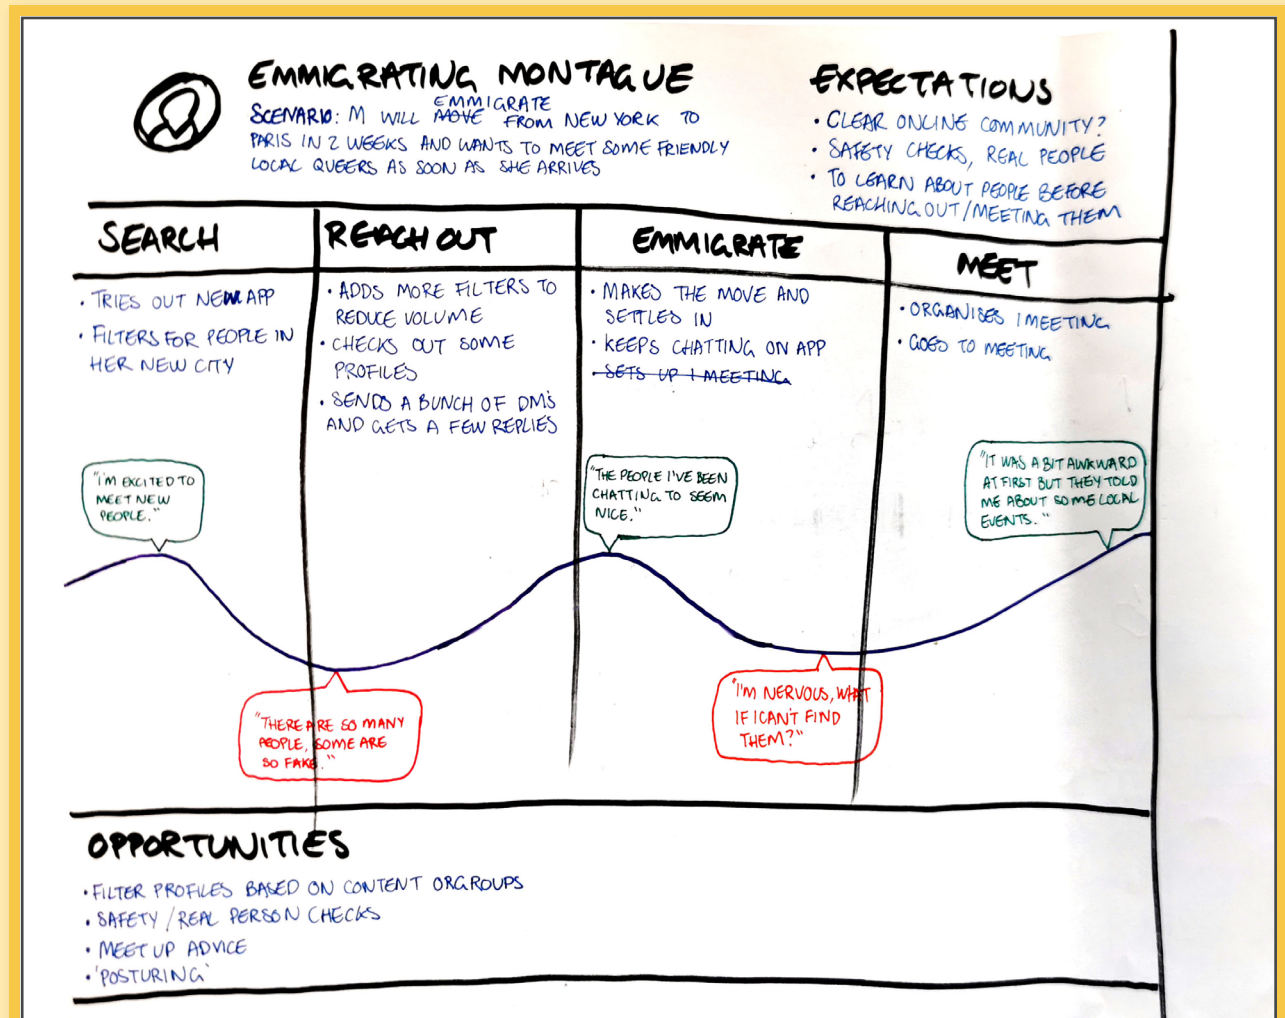 EMMIGRATING MONTAGUE
EMMIGRATE
SCENARIO: M WILL MOVE FROM NEW YORK TO
PARIS IN 2 WEEKS AND WANTS TO MEET SOME FRIENDLY
LOCAL QUEERS AS SOON AS SHE ARRIVES
EXPECTATIONS
• CLEAR ONLINE COMMUNITY?
• SAFETY CHECKS, REAL PEOPLE
• TO LEARN ABOUT PEOPLE BEFORE
REACHING OUT/MEETING THEM
SEARCH
• TRIES OUT NEW APP
• FILTERS FOR PEOPLE IN
HER NEW CITY
REACH OUT
• ADDS MORE FILTERS TO
REDUCE VOLUME
• CHECKS OUT SOME
PROFILES
• SENDS A BUNCH OF DM'S
AND GETS A FEW REPLIES
EMMIGRATE
• MAKES THE MOVE AND
SETTLES IN
• KEEPS CHATTING ON APP
• SETS UP 1 MEETING
MEET
• ORGANISES 1 MEETING
• GOES TO MEETING
"I'M EXCITED TO
MEET NEW
PEOPLE."
"THERE ARE SO MANY
PEOPLE, SOME ARE
SO FAKE."
"THE PEOPLE I'VE BEEN
CHATTING TO SEEM
NICE."
"I'M NERVOUS, WHAT
IF I CAN'T FIND
THEM?"
"IT WAS A BIT AWKWARD
AT FIRST BUT THEY TOLD
ME ABOUT SOME LOCAL
EVENTS."
OPPORTUNITIES
• FILTER PROFILES BASED ON CONTENT OR GROUPS
• SAFETY / REAL PERSON CHECKS
• MEET UP ADVICE
• 'POSTURING'